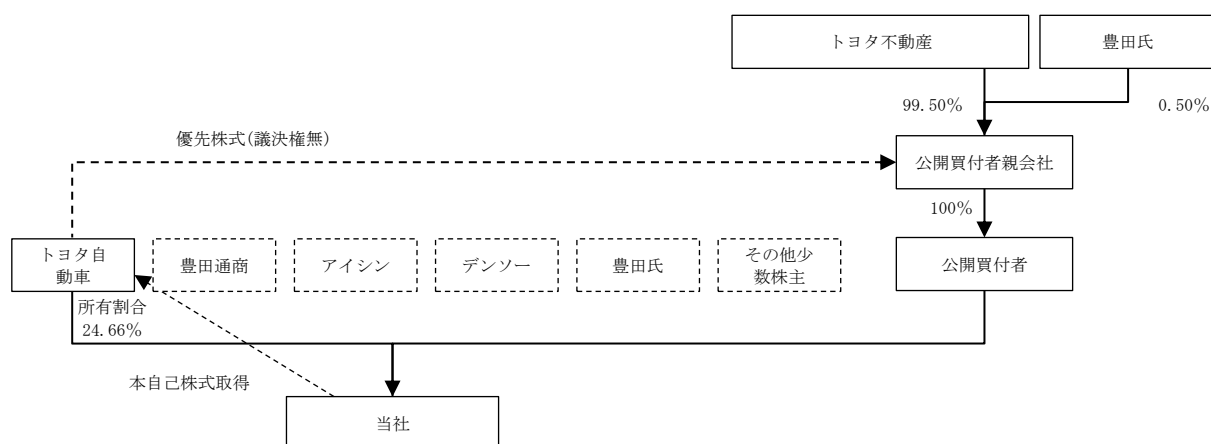 トヨタ不動産
豊田氏
99.50%
0.50%
優先株式(議決権無)
公開買付者親会社
100%
トヨタ自
動車
豊田通商
アイシン
デンソー
豊田氏
その他少
数株主
公開買付者
所有割合
24.66%
本自己株式取得
当社